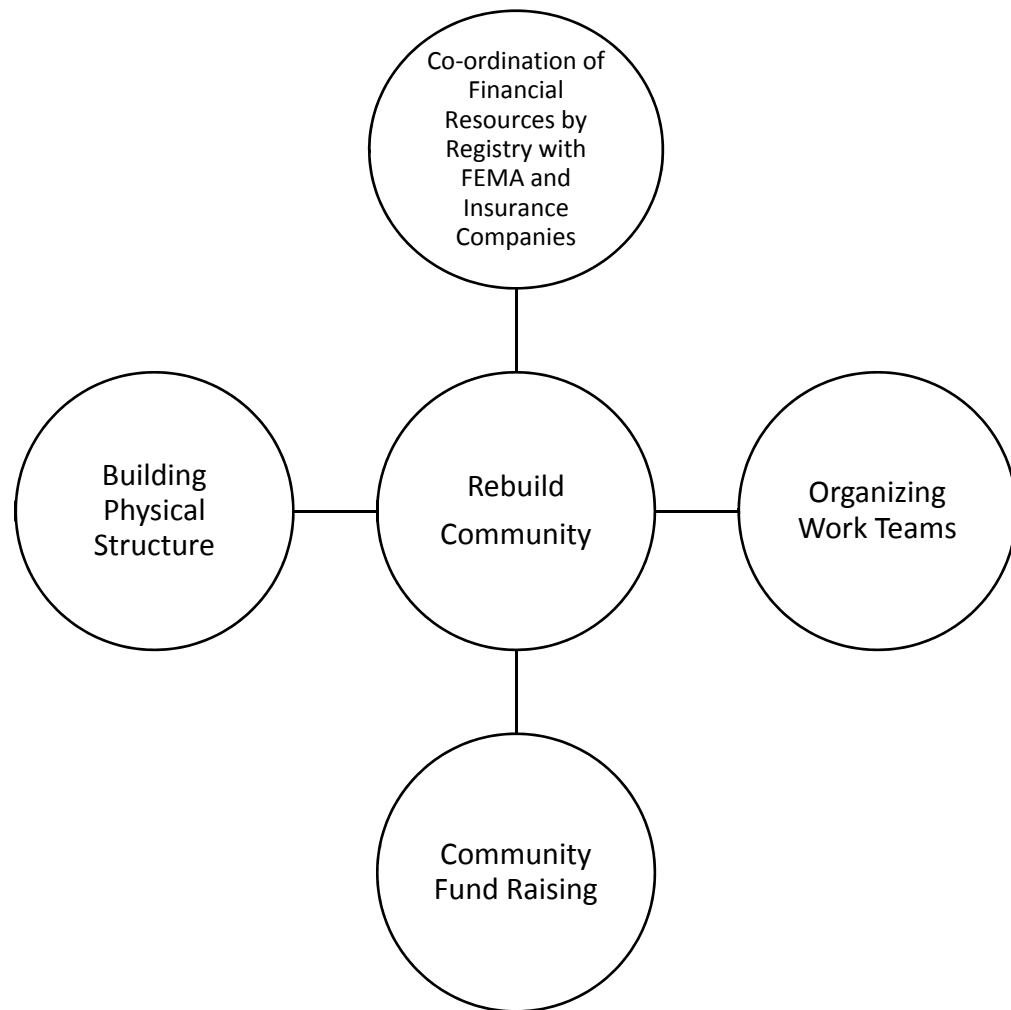 Co-ordination of
Financial
Resources by
Registry with
FEMA and
Insurance
Companies
Building
Physical
Structure
Rebuild
Community
Organizing
Work Teams
Community
Fund Raising